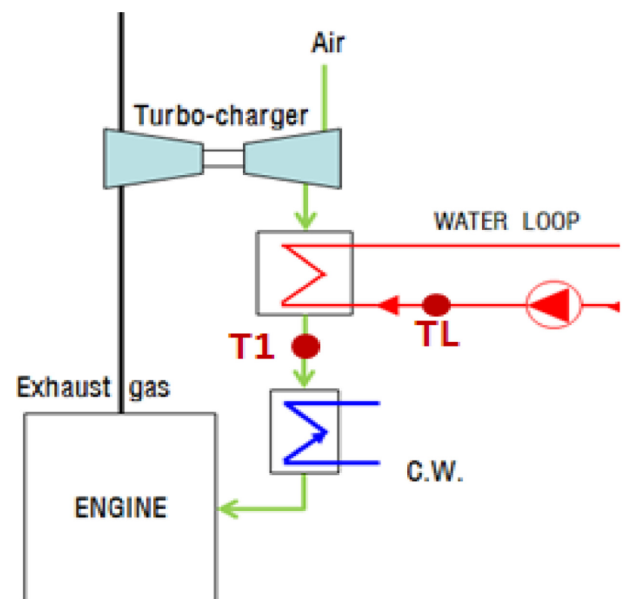 Air
Turbo-charger
WATER LOOP
T1
TL
Exhaust gas
C.W.
ENGINE